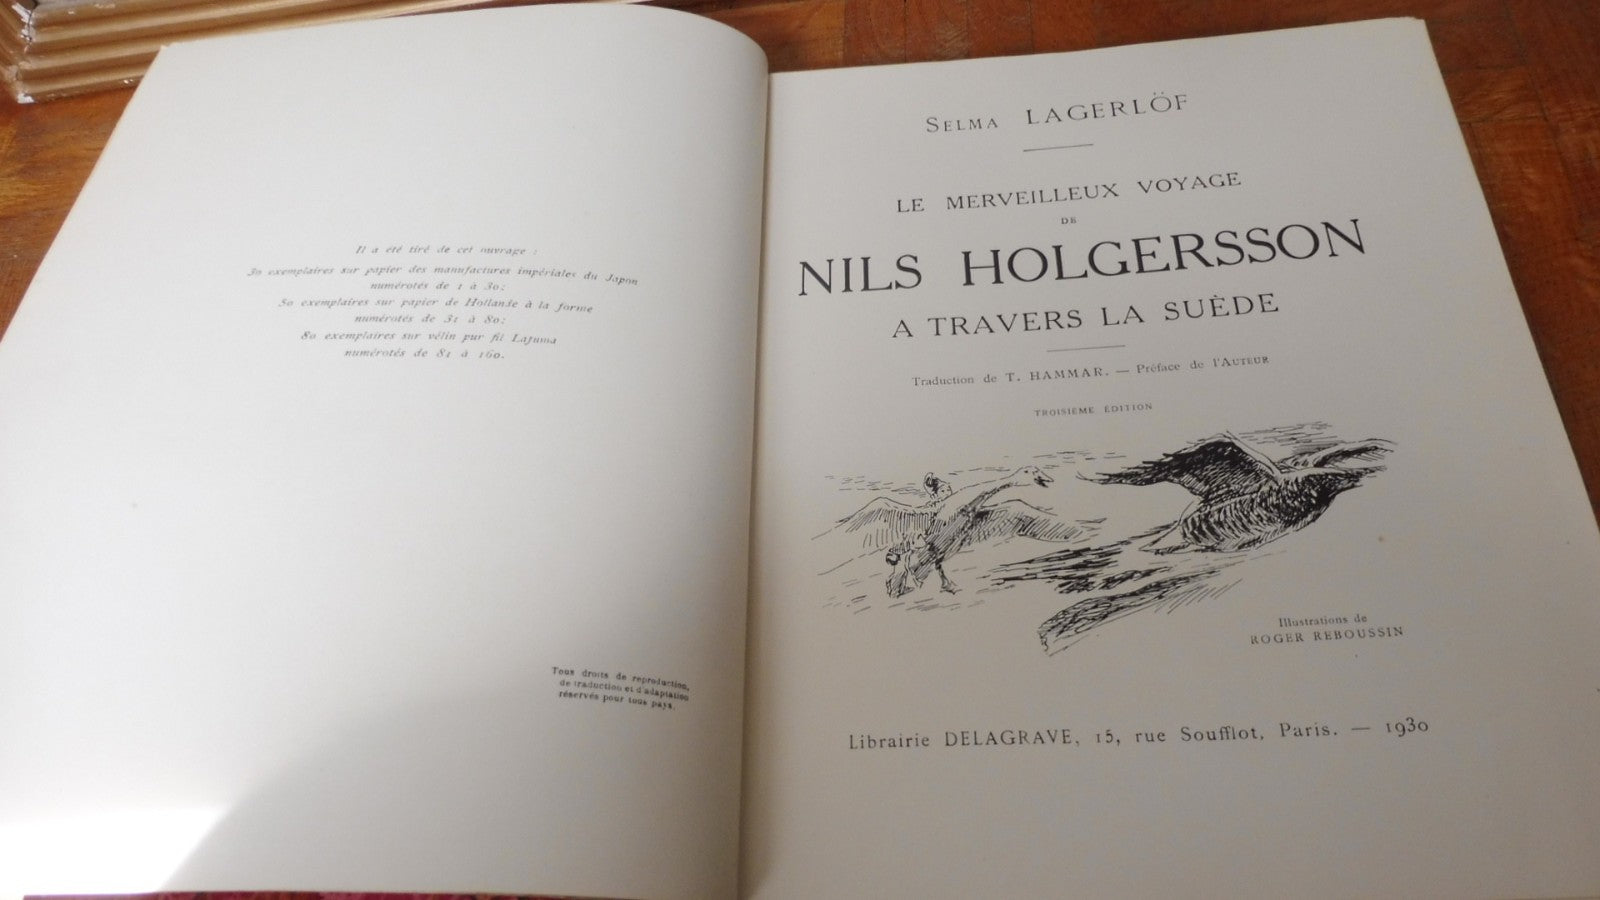 Il a été tiré de cet ouvrage :
30 exemplaires sur papier des manufactures impériales du Japon
numérotés de 1 à 30;
50 exemplaires sur papier de Hollande à la forme
numérotés de 31 à 80;
80 exemplaires sur vélin pur fil Lafuma
numérotés de 81 à 160.
Tous droits de reproduction,
de traduction et d'adaptation
réservés pour tous pays.
SELMA LAGERLÖF
LE MERVEILLEUX VOYAGE
DE
NILS HOLGERSSON
A TRAVERS LA SUÈDE
Traduction de T. HAMMAR. — Préface de l'AUTEUR
TROISIÈME ÉDITION
Illustrations de
ROGER REBOUSSIN
Librairie DELAGRAVE, 15, rue Soufflot, Paris. — 1930